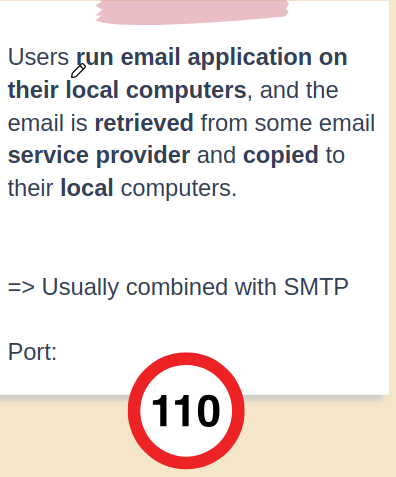 Users run email application on
their local computers, and the
email is retrieved from some email
service provider and copied to
their local computers.
=> Usually combined with SMTP
Port:
110